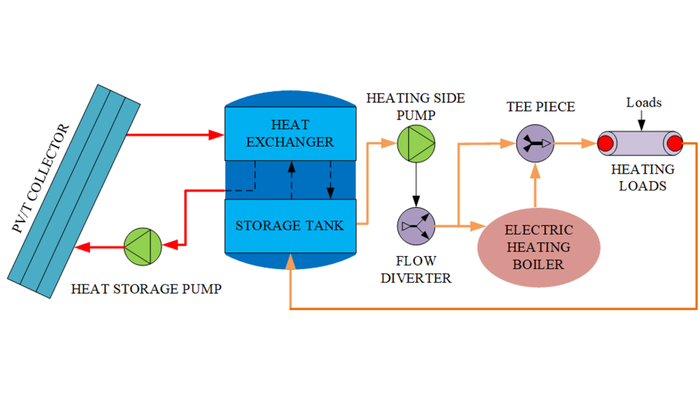 PV/T COLLECTOR
HEAT
EXCHANGER
STORAGE TANK
HEAT STORAGE PUMP
HEATING SIDE
PUMP
FLOW
DIVERTER
TEE PIECE
ELECTRIC
HEATING
BOILER
Loads
HEATING
LOADS